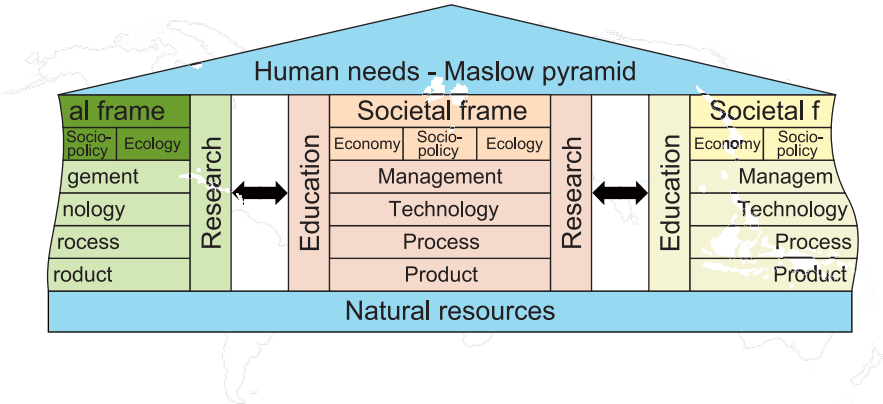 Human needs - Maslow pyramid
al frame
Socio-
policy
Ecology
gement
nology
rocess
roduct
Research
Education
Societal frame
Economy
Socio-
policy
Ecology
Management
Technology
Process
Product
Research
Education
Societal f
Economy
Socio-
policy
Managem
Technology
Process
Product
Natural resources